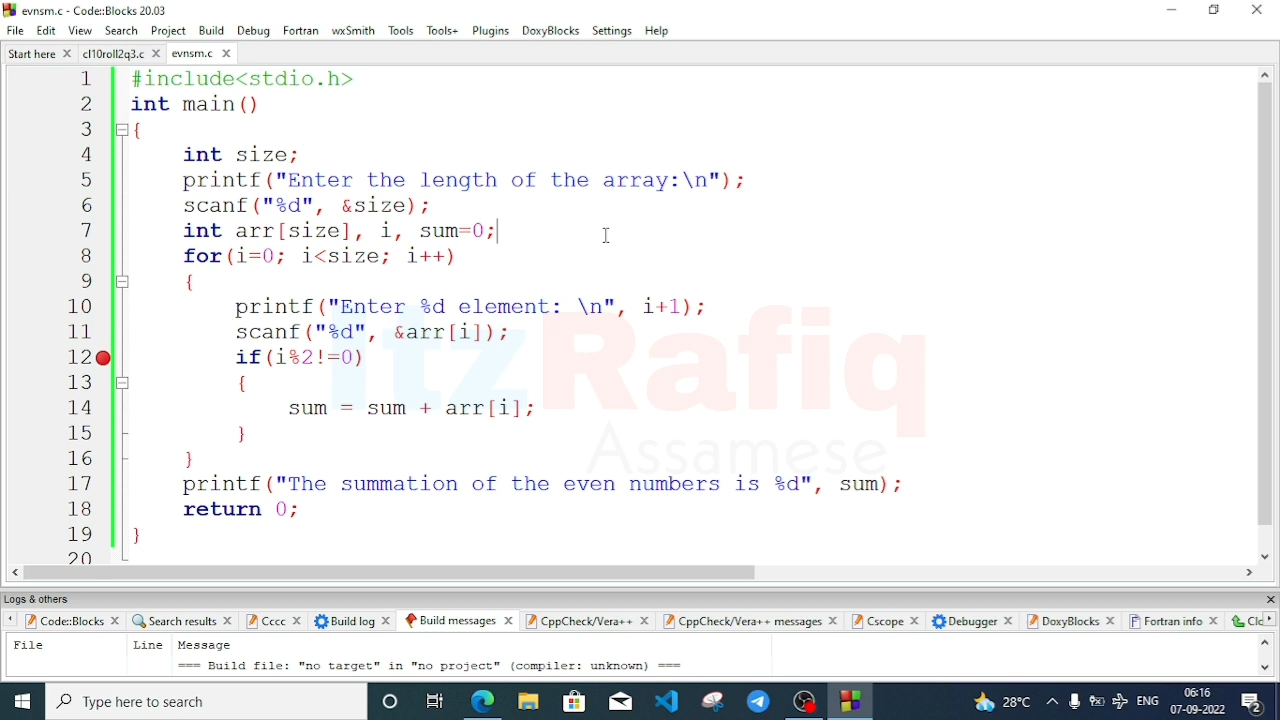 evnsm.c - Code::Blocks 20.03
File Edit View Search Project Build Debug Fortran wxSmith Tools Tools+ Plugins DoxyBlocks Settings Help
Start here cl10roll2q3.c evnsm.c
1 #include<stdio.h>
2 int main()
3 {
4 int size;
5 printf("Enter the length of the array:\n");
6 scanf("%d", &size);
7 int arr[size], i, sum=0;
8 for(i=0; i<size; i++)
9 {
10 printf("Enter %d element: \n", i+1);
11 scanf("%d", &arr[i]);
12 if(i%2!=0)
13 {
14 sum = sum + arr[i];
15 }
16 }
17 printf("The summation of the even numbers is %d", sum);
18 return 0;
19 }
20
itzRafiq
Assamese
Logs & others
Code::Blocks Search results Cccc Build log Build messages CppCheck/Vera++ CppCheck/Vera++ messages Cscope Debugger DoxyBlocks Fortran info Cl
File Line Message
=== Build file: "no target" in "no project" (compiler: unknown) ===
Type here to search 28°C ENG 06:16
07-09-2022 2